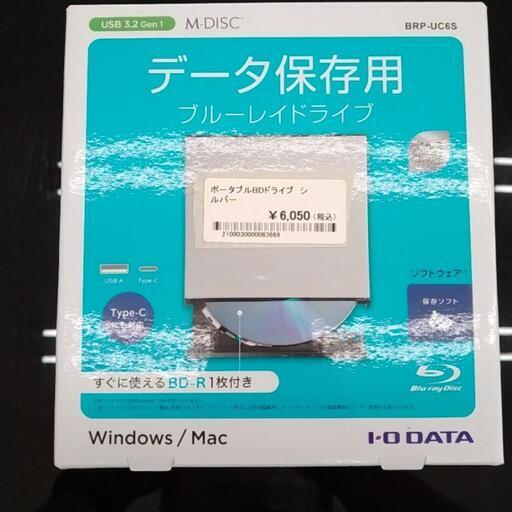 USB 3.2 Gen 1
M-DISC
BRP-UC6S
データ保存用
ブルーレイドライブ
ポータブルBDドライブ シ
ルバー
¥6,050(税込)
2100030000063666
USB A
Type-C
Type-C
ソフトウェア
保存ソフト
すぐに使える BD-R 1枚付き
Blu-ray Disc
Windows/Mac
I-O DATA